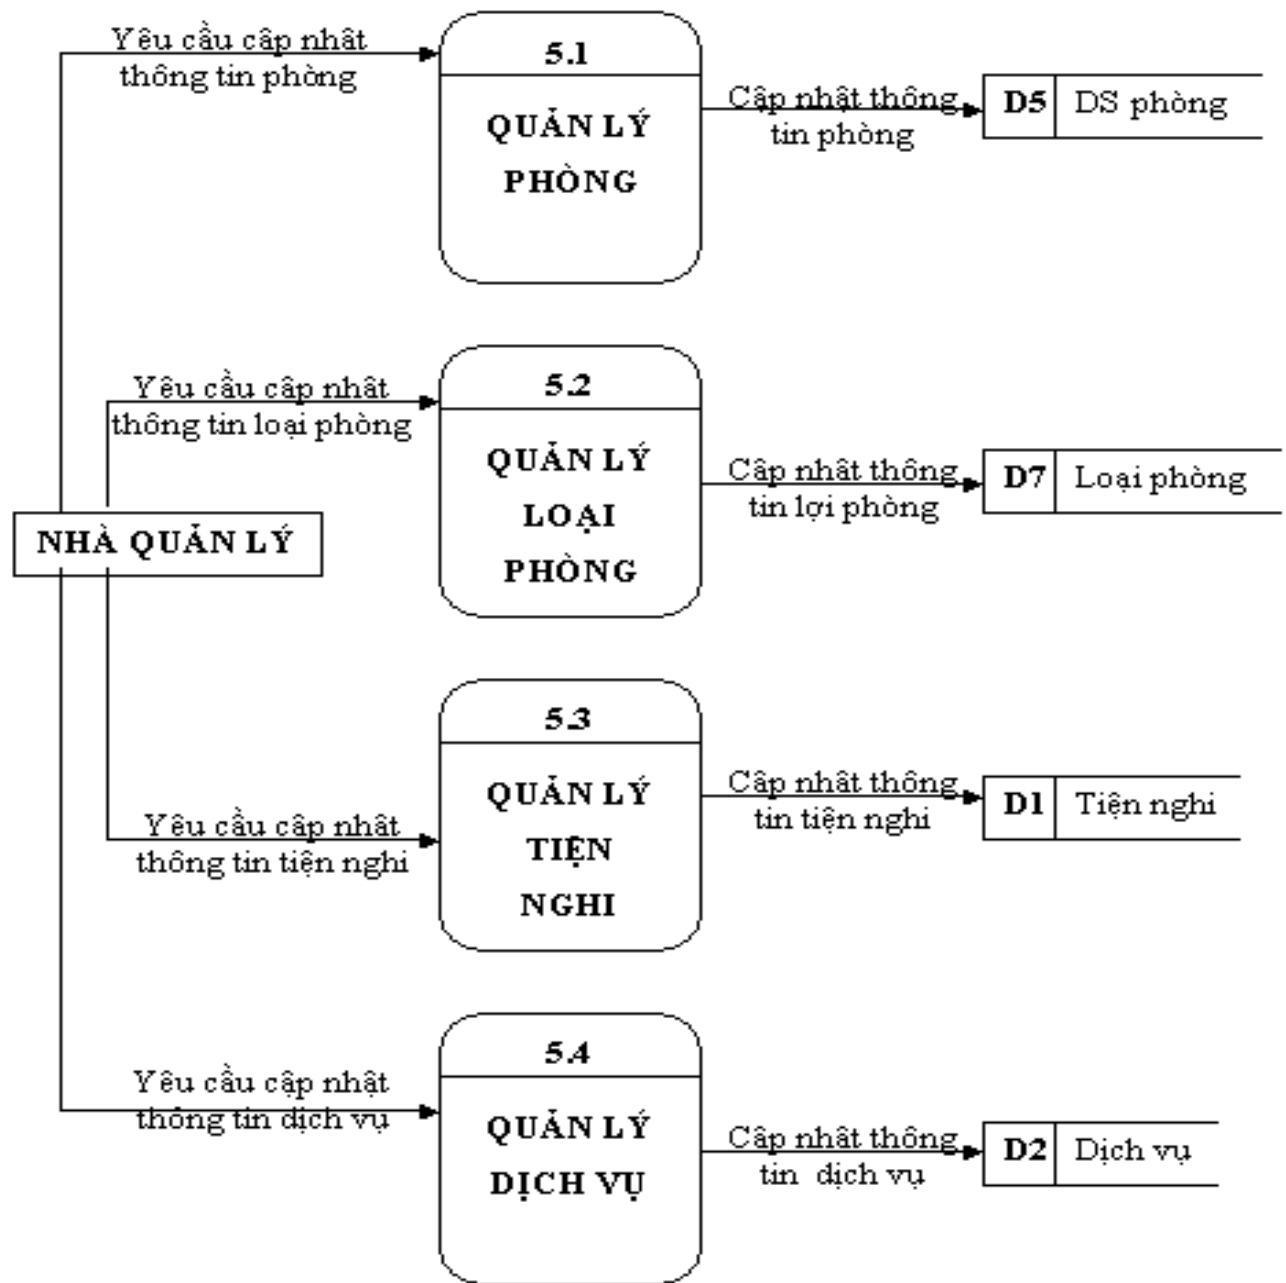 Yêu cầu cập nhật
thông tin phòng
5.1
QUẢN LÝ
PHÒNG
Cập nhật thông
tin phòng
D5 DS phòng
Yêu cầu cập nhật
thông tin loại phòng
5.2
QUẢN LÝ
LOẠI
PHÒNG
Cập nhật thông
tin lợi phòng
D7 Loại phòng
NHÀ QUẢN LÝ
5.3
QUẢN LÝ
TIỆN
NGHI
Yêu cầu cập nhật
thông tin tiện nghi
Cập nhật thông
tin tiện nghi
D1 Tiện nghi
5.4
QUẢN LÝ
DỊCH VỤ
Yêu cầu cập nhật
thông tin dịch vụ
Cập nhật thông
tin dịch vụ
D2 Dịch vụ